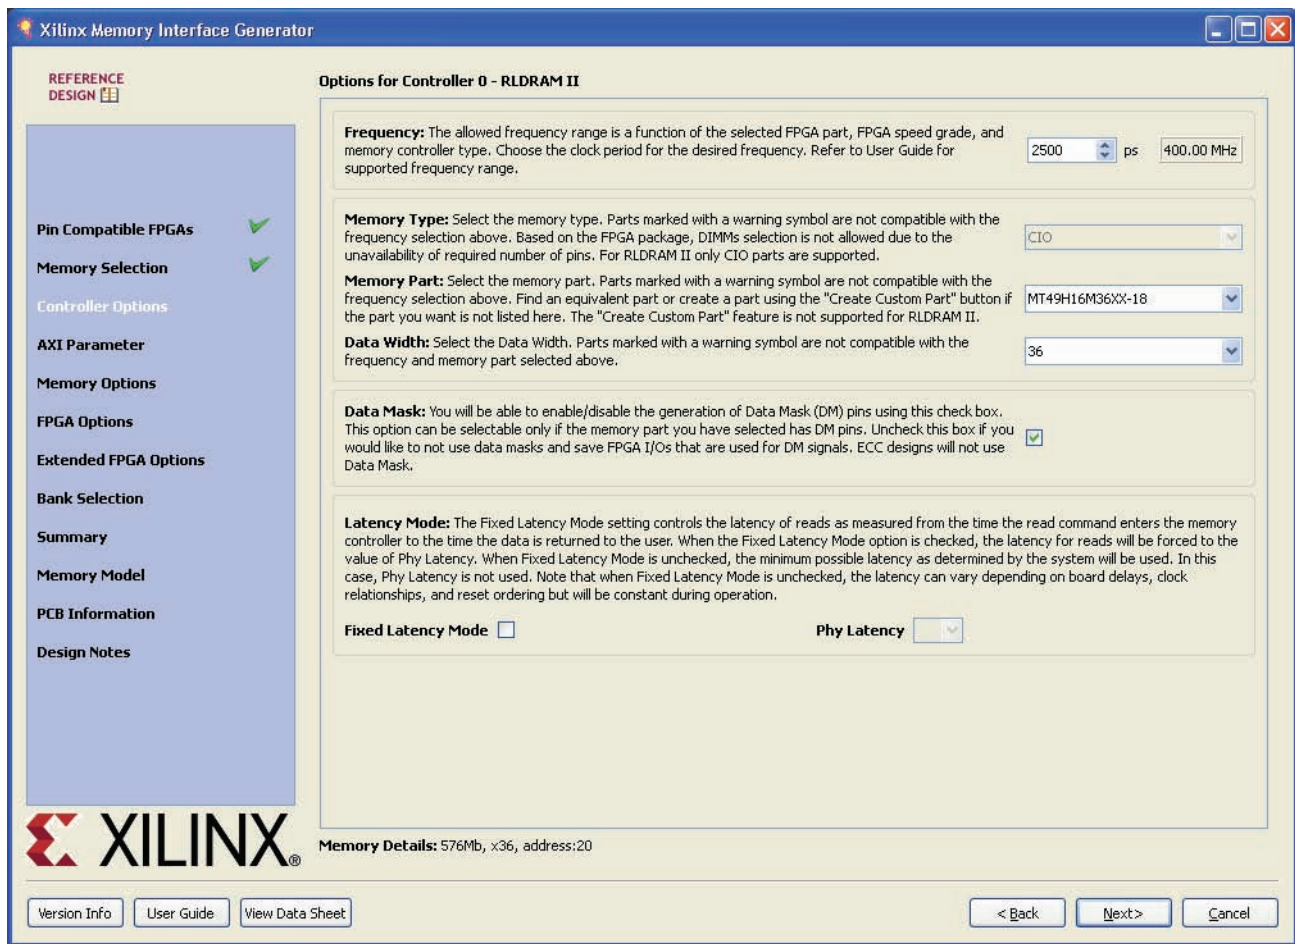 Xilinx Memory Interface Generator
REFERENCE
DESIGN
Options for Controller 0 - RLDRAM II
Pin Compatible FPGAs
Memory Selection
Controller Options
AXI Parameter
Memory Options
FPGA Options
Extended FPGA Options
Bank Selection
Summary
Memory Model
PCB Information
Design Notes
Frequency: The allowed frequency range is a function of the selected FPGA part, FPGA speed grade, and
memory controller type. Choose the clock period for the desired frequency. Refer to User Guide for
supported frequency range.
2500 ps 400.00 MHz
Memory Type: Select the memory type. Parts marked with a warning symbol are not compatible with the
frequency selection above. Based on the FPGA package, DIMMs selection is not allowed due to the
unavailability of required number of pins. For RLDRAM II only CIO parts are supported.
CIO
Memory Part: Select the memory part. Parts marked with a warning symbol are not compatible with the
frequency selection above. Find an equivalent part or create a part using the "Create Custom Part" button if
the part you want is not listed here. The "Create Custom Part" feature is not supported for RLDRAM II.
MT49H16M36XX-18
Data Width: Select the Data Width. Parts marked with a warning symbol are not compatible with the
frequency and memory part selected above.
36
Data Mask: You will be able to enable/disable the generation of Data Mask (DM) pins using this check box.
This option can be selectable only if the memory part you have selected has DM pins. Uncheck this box if you
would like to not use data masks and save FPGA I/Os that are used for DM signals. ECC designs will not use
Data Mask.
Latency Mode: The Fixed Latency Mode setting controls the latency of reads as measured from the time the read command enters the memory
controller to the time the data is returned to the user. When the Fixed Latency Mode option is checked, the latency for reads will be forced to the
value of Phy Latency. When Fixed Latency Mode is unchecked, the minimum possible latency as determined by the system will be used. In this
case, Phy Latency is not used. Note that when Fixed Latency Mode is unchecked, the latency can vary depending on board delays, clock
relationships, and reset ordering but will be constant during operation.
Fixed Latency Mode Phy Latency
XILINX®
Memory Details: 576Mb, x36, address:20
Version Info User Guide View Data Sheet < Back Next> Cancel